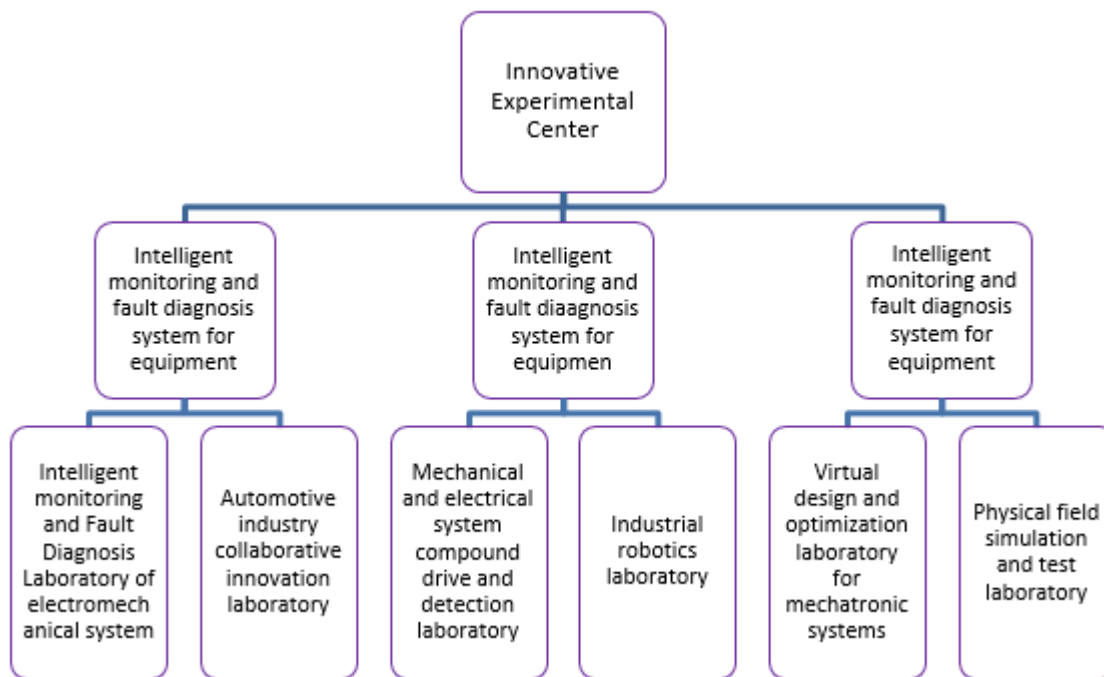 Innovative
Experimental
Center
Intelligent
monitoring and
fault diagnosis
system for
equipment
Intelligent
monitoring and
fault diaagnosis
system for
equipmen
Intelligent
monitoring and
fault diagnosis
system for
equipment
Intelligent
monitoring
and Fault
Diagnosis
Laboratory of
electromech
anical system
Automotive
industry
collaborative
innovation
laboratory
Mechanical
and electrical
system
compound
drive and
detection
laboratory
Industrial
robotics
laboratory
Virtual
design and
optimization
laboratory
for
mechatronic
systems
Physical field
simulation
and test
laboratory